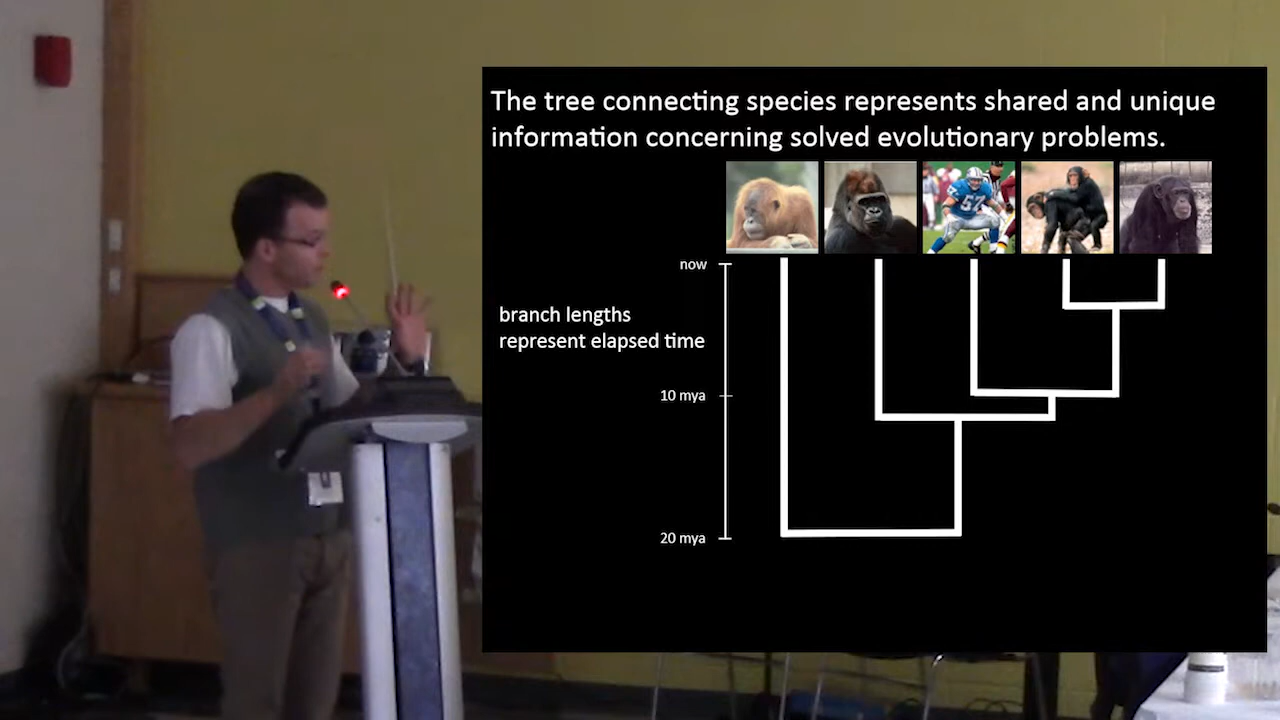 The tree connecting species represents shared and unique
information concerning solved evolutionary problems.
57
now
branch lengths
represent elapsed time
10 mya
20 mya